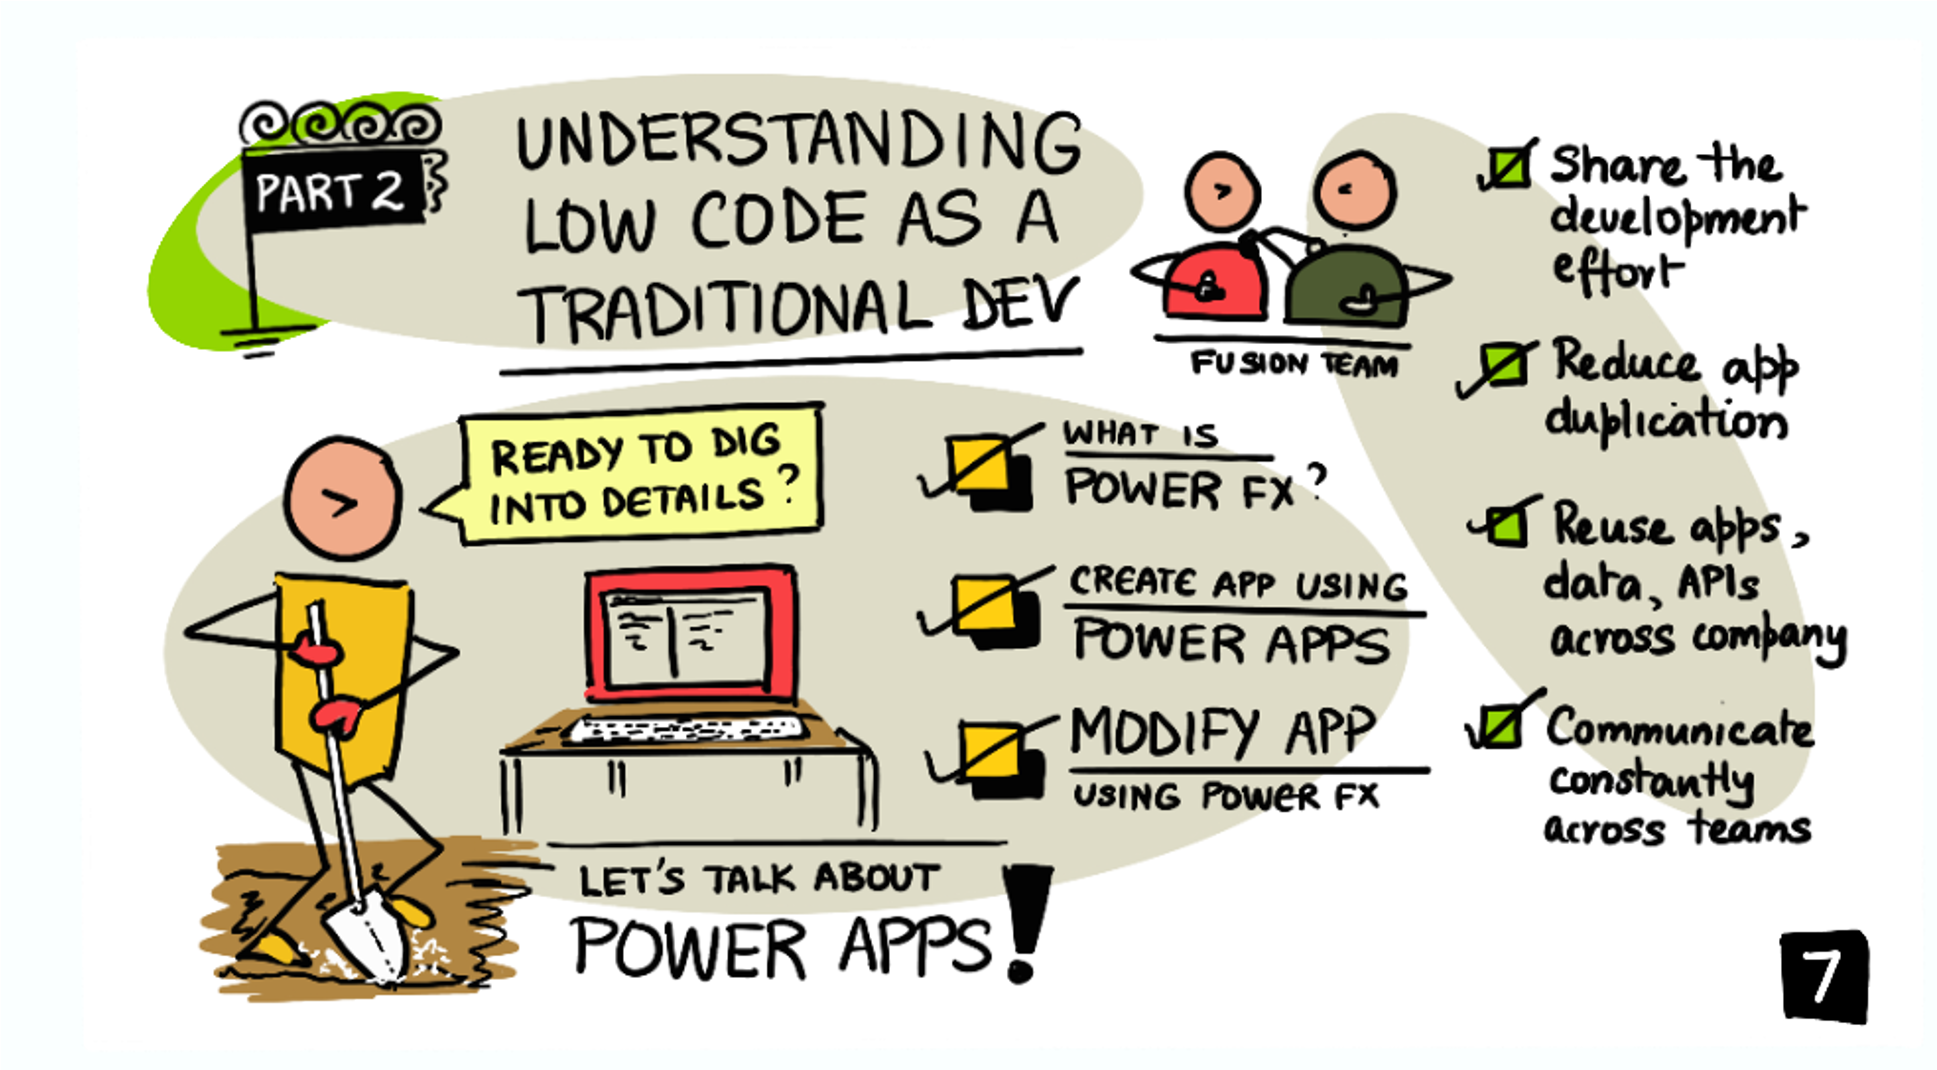 PART 2
UNDERSTANDING
LOW CODE AS A
TRADITIONAL DEV
FUSION TEAM
Share the
development
effort
Reduce app
duplication
Reuse apps,
data, APIs
across company
Communicate
constantly
across teams
READY TO DIG
INTO DETAILS?
WHAT IS
POWER FX?
CREATE APP USING
POWER APPS
MODIFY APP
USING POWER FX
LET'S TALK ABOUT
POWER APPS!
7